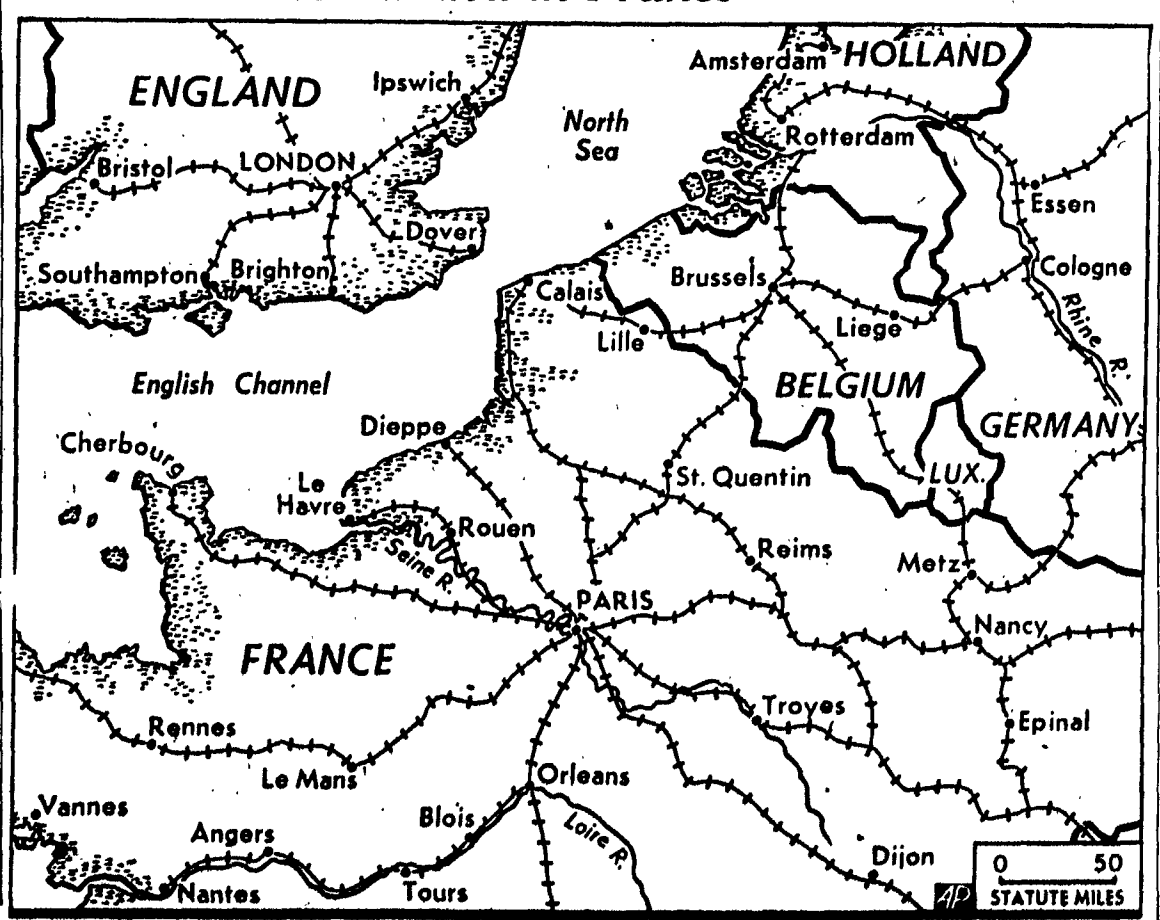 HOLLAND
Amsterdam
ENGLAND
Ipswich
North
Sea
Rotterdam
Bristol
LONDON
Essen
Dover
Southampton
Brighton
Brussels
Cologne
Calais
Rhine R.
Liege
Lille
English Channel
BELGIUM
Dieppe
GERMANY
Cherbourg
St. Quentin
LUX.
Le
Havre
Rouen
Seine R.
Reims
Metz
PARIS
Nancy
FRANCE
Troyes
Epinal
Rennes
Le Mans
Orleans
Vannes
Blois
Loire R.
Angers
Dijon
Nantes
Tours
0 50
STATUTE MILES
AP